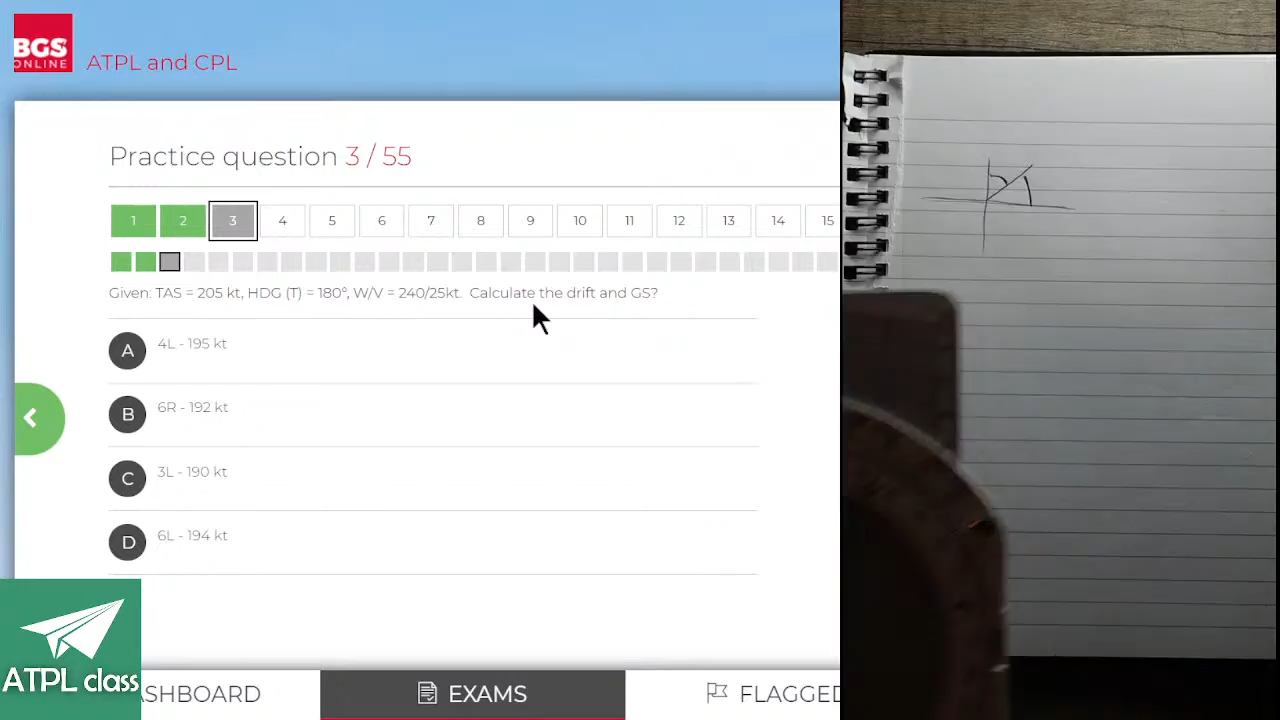 BGS
ONLINE
ATPL and CPL
Practice question 3 / 55
1 2 3 4 5 6 7 8 9 10 11 12 13 14 15
Given: TAS = 205 kt, HDG (T) = 180°, W/V = 240/25kt. Calculate the drift and GS?
A 4L - 195 kt
B 6R - 192 kt
C 3L - 190 kt
D 6L - 194 kt
ATPL class
ASHBOARD
EXAMS
FLAGGED